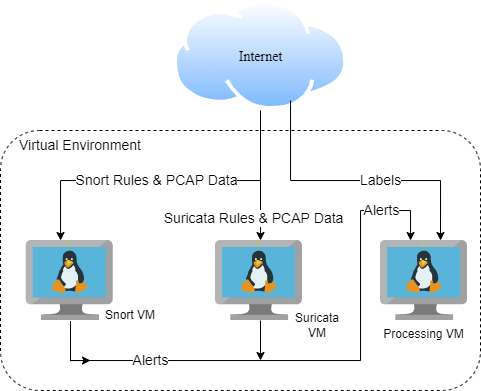 Internet
Virtual Environment
Snort Rules & PCAP Data
Labels
Suricata Rules & PCAP Data
Alerts
Snort VM
Suricata
VM
Processing VM
Alerts